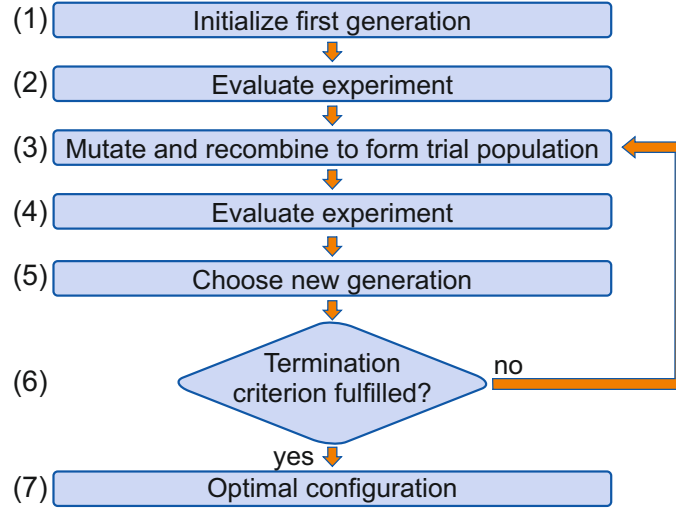 (1) Initialize first generation
(2) Evaluate experiment
(3) Mutate and recombine to form trial population
(4) Evaluate experiment
(5) Choose new generation
(6) Termination
criterion fulfilled?
no
yes
(7) Optimal configuration